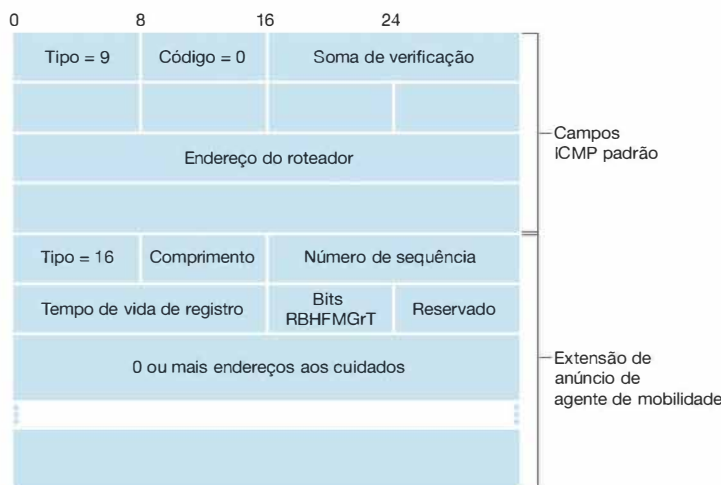 0 8 16 24
Tipo = 9 Código = 0 Soma de verificação
Endereço do roteador
Campos
ICMP padrão
Tipo = 16 Comprimento Número de sequência
Tempo de vida de registro Bits RBHFMGrT Reservado
0 ou mais endereços aos cuidados
Extensão de
anúncio de
agente de mobilidade